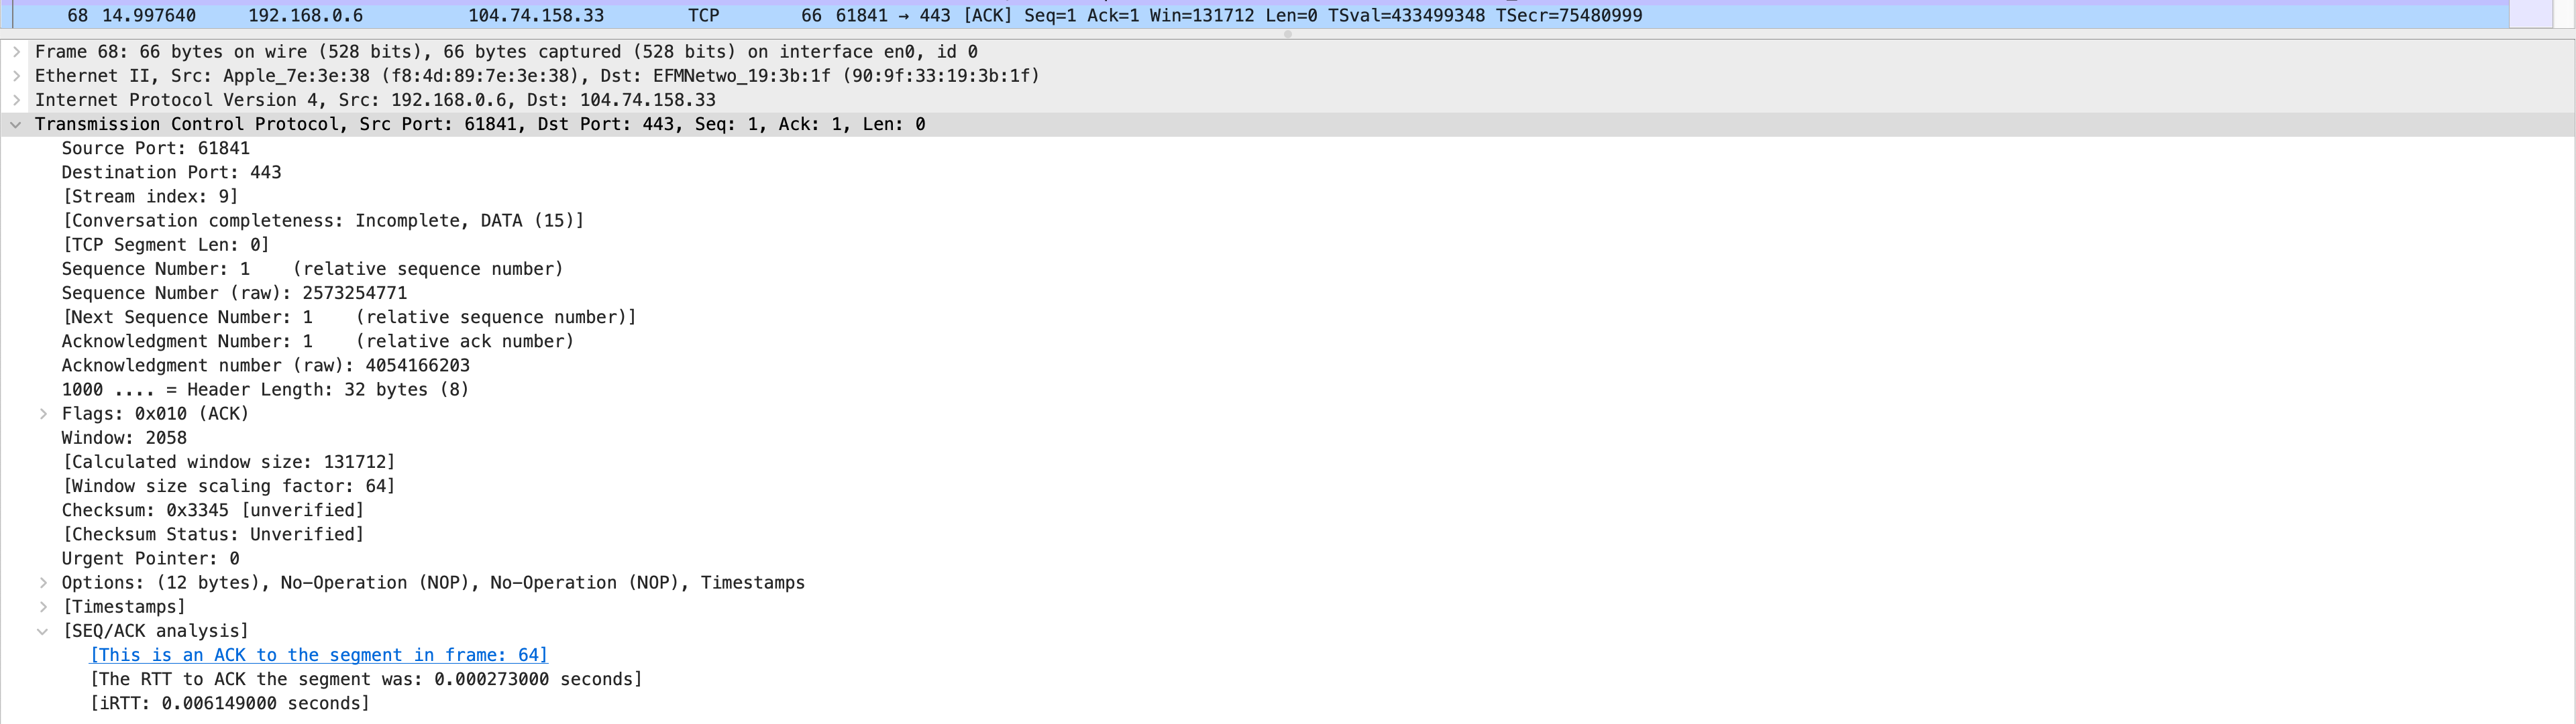 68 14.997640 192.168.0.6 104.74.158.33 TCP 66 61841 → 443 [ACK] Seq=1 Ack=1 Win=131712 Len=0 TSval=433499348 TSecr=75480999
Frame 68: 66 bytes on wire (528 bits), 66 bytes captured (528 bits) on interface en0, id 0
Ethernet II, Src: Apple_7e:3e:38 (f8:4d:89:7e:3e:38), Dst: EFMNetwo_19:3b:1f (90:9f:33:19:3b:1f)
Internet Protocol Version 4, Src: 192.168.0.6, Dst: 104.74.158.33
Transmission Control Protocol, Src Port: 61841, Dst Port: 443, Seq: 1, Ack: 1, Len: 0
Source Port: 61841
Destination Port: 443
[Stream index: 9]
[Conversation completeness: Incomplete, DATA (15)]
[TCP Segment Len: 0]
Sequence Number: 1    (relative sequence number)
Sequence Number (raw): 2573254771
[Next Sequence Number: 1    (relative sequence number)]
Acknowledgment Number: 1    (relative ack number)
Acknowledgment number (raw): 4054166203
1000 .... = Header Length: 32 bytes (8)
Flags: 0x010 (ACK)
Window: 2058
[Calculated window size: 131712]
[Window size scaling factor: 64]
Checksum: 0x3345 [unverified]
[Checksum Status: Unverified]
Urgent Pointer: 0
Options: (12 bytes), No-Operation (NOP), No-Operation (NOP), Timestamps
[Timestamps]
[SEQ/ACK analysis]
[This is an ACK to the segment in frame: 64]
[The RTT to ACK the segment was: 0.000273000 seconds]
[iRTT: 0.006149000 seconds]